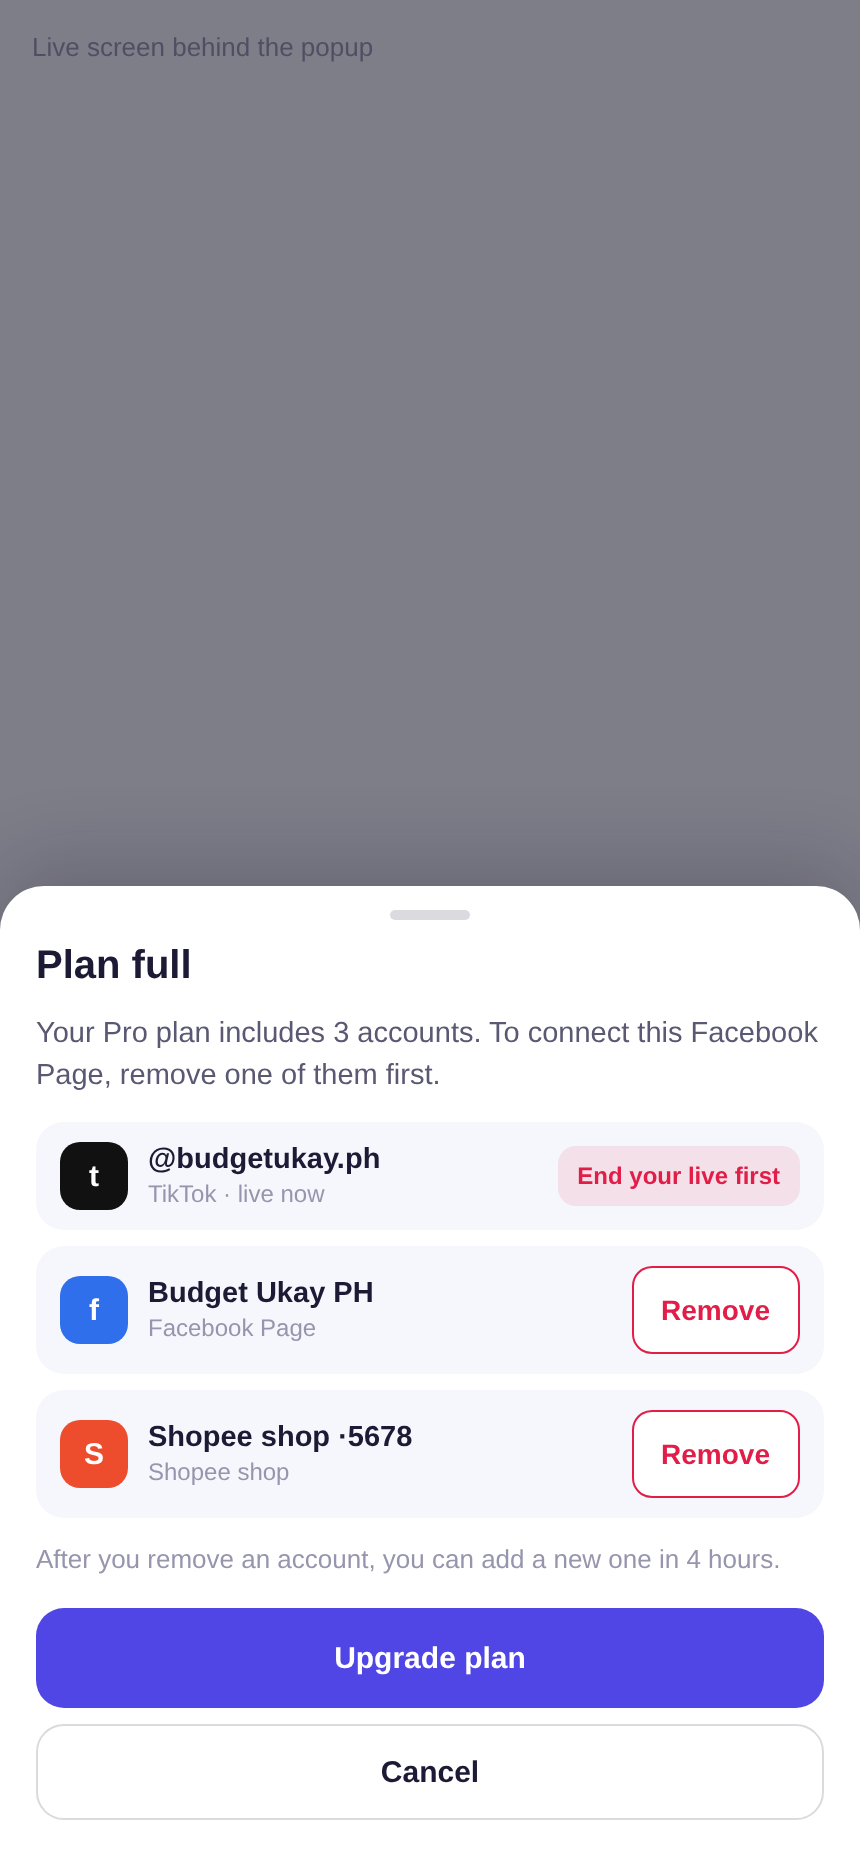 Live screen behind the popup
Plan full
Your Pro plan includes 3 accounts. To connect this Facebook
Page, remove one of them first.
t
@budgetukay.ph
TikTok · live now
End your live first
f
Budget Ukay PH
Facebook Page
Remove
S
Shopee shop ·5678
Shopee shop
Remove
After you remove an account, you can add a new one in 4 hours.
Upgrade plan
Cancel